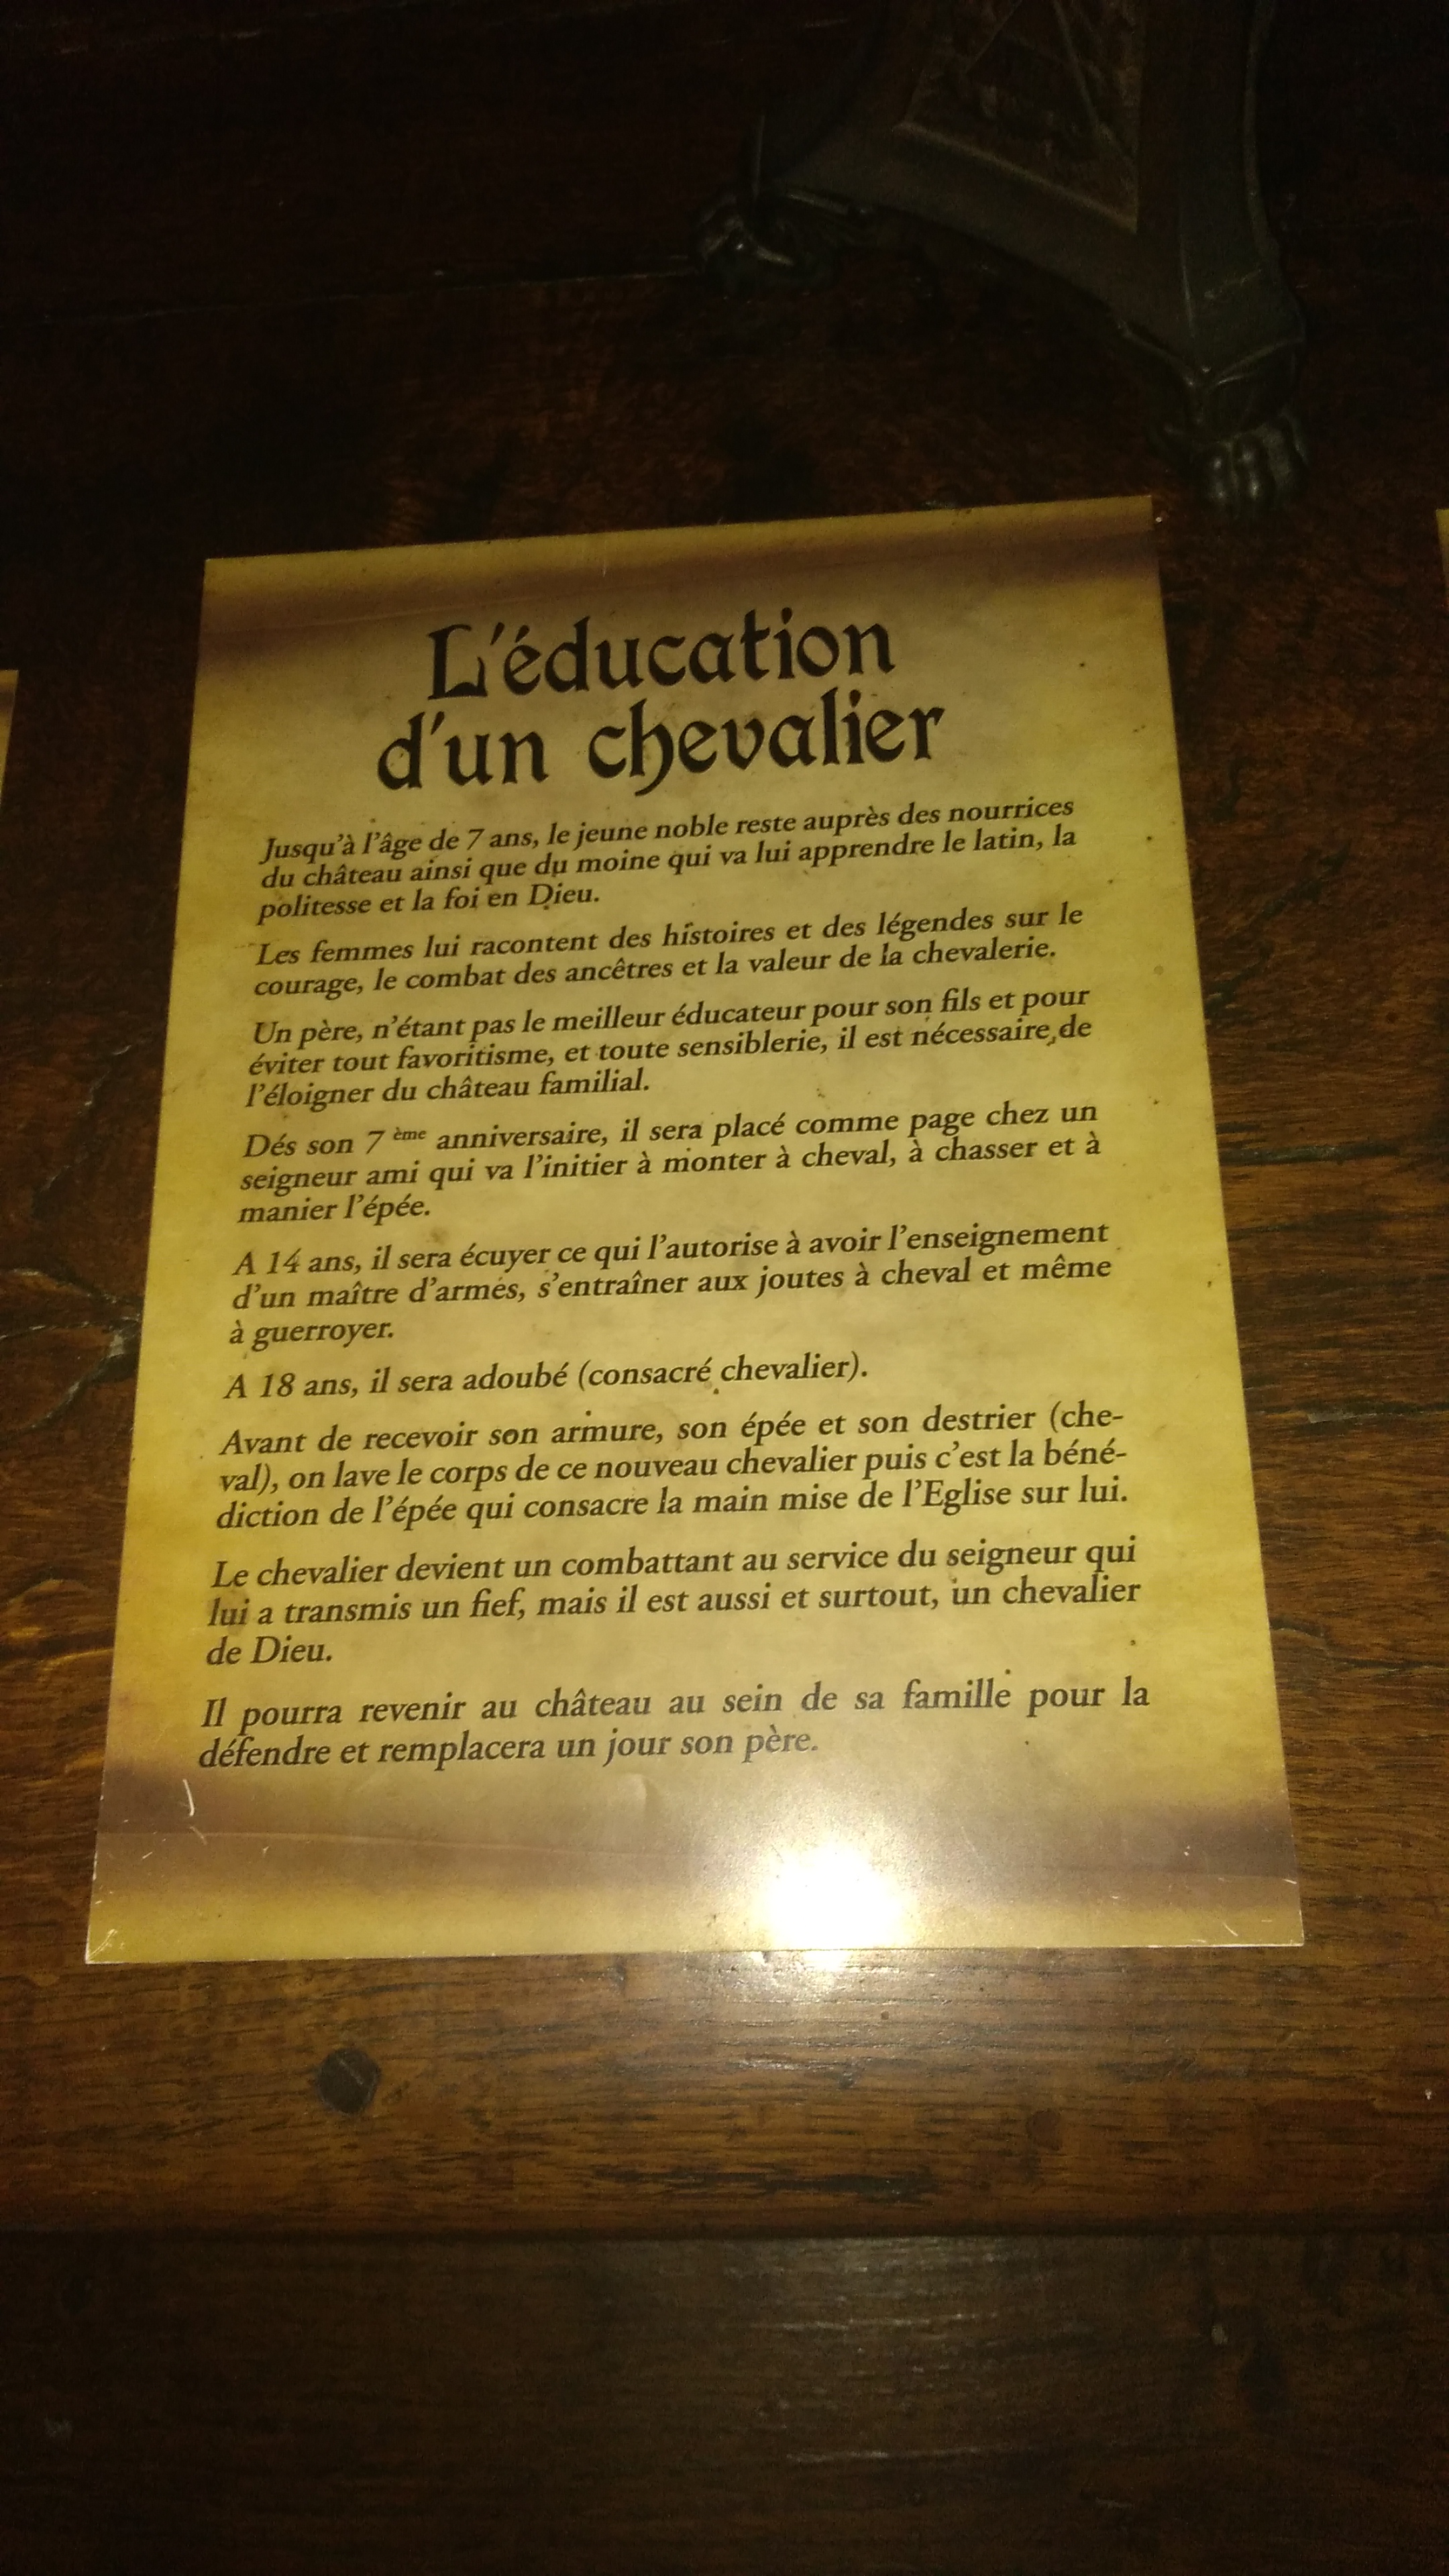 L'éducation
d'un chevalier
Jusqu'à l'âge de 7 ans, le jeune noble reste auprès des nourrices
du château ainsi que du moine qui va lui apprendre le latin, la
politesse et la foi en Dieu.
Les femmes lui racontent des histoires et des légendes sur le
courage, le combat des ancêtres et la valeur de la chevalerie.
Un père, n'étant pas le meilleur éducateur pour son fils et pour
éviter tout favoritisme, et toute sensiblerie, il est nécessaire de
l'éloigner du château familial.
Dés son 7 ème anniversaire, il sera placé comme page chez un
seigneur ami qui va l'initier à monter à cheval, à chasser et à
manier l'épée.
A 14 ans, il sera écuyer ce qui l'autorise à avoir l'enseignement
d'un maître d'armes, s'entraîner aux joutes à cheval et même
à guerroyer.
A 18 ans, il sera adoubé (consacré chevalier).
Avant de recevoir son armure, son épée et son destrier (che-
val), on lave le corps de ce nouveau chevalier puis c'est la béné-
diction de l'épée qui consacre la main mise de l'Eglise sur lui.
Le chevalier devient un combattant au service du seigneur qui
lui a transmis un fief, mais il est aussi et surtout, un chevalier
de Dieu.
Il pourra revenir au château au sein de sa famille pour la
défendre et remplacera un jour son père.